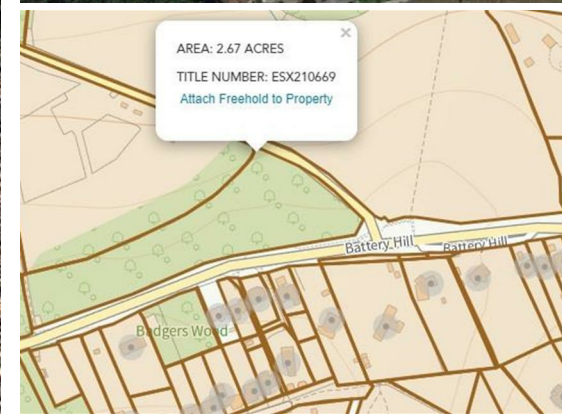 AREA: 2.67 ACRES
×
TITLE NUMBER: ESX210669
Attach Freehold to Property
Battery Hill
Battery Hill
Badgers Wood